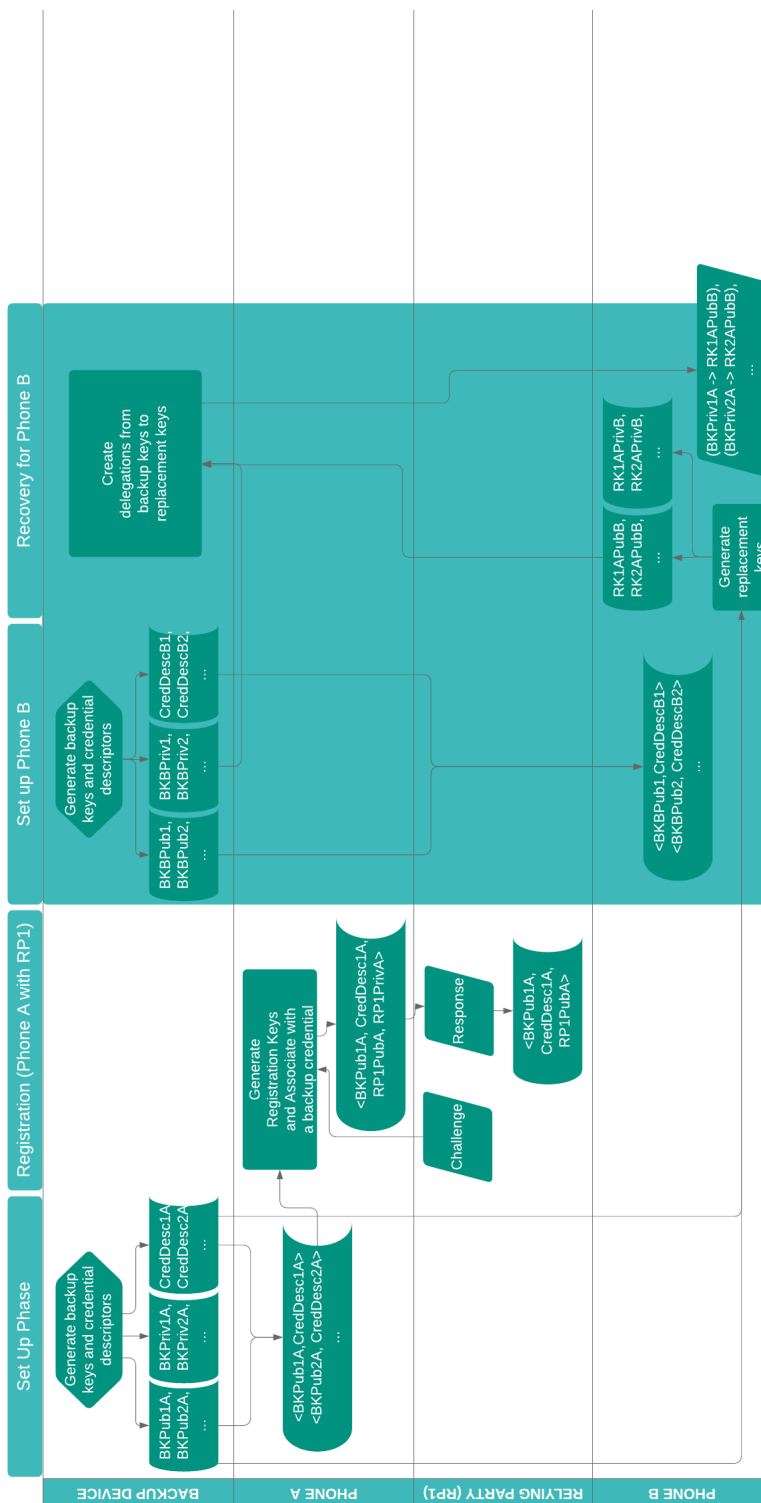 Set Up Phase
Registration (Phone A with RP1)
Set up Phone B
Recovery for Phone B
BACKUP DEVICE
Generate backup
keys and credential
descriptors
BKPub1A,
BKPub2A,
...
BKPriv1A,
BKPriv2A,
...
CredDesc1A
CredDesc2A
...
Generate backup
keys and credential
descriptors
BKBPub1,
BKBPub2,
...
BKBPriv1,
BKBPriv2,
...
CredDescB1,
CredDescB2,
...
Create
delegations from
backup keys to
replacement keys
PHONE A
<BKPub1A,CredDesc1A>
<BKPub2A, CredDesc2A>
...
Generate
Registration Keys
and Associate with
a backup credential
<BKPub1A, CredDesc1A,
RP1PubA, RP1PrivA>
RELYING PARTY (RP1)
Challenge
Response
<BKPub1A,
CredDesc1A,
RP1PubA>
PHONE B
<BKBPub1,CredDescB1>
<BKBPub2, CredDescB2>
...
RK1APubB,
RK2APubB,
...
RK1APrivB,
RK2APrivB,
...
Generate
replacement
keys
(BKPriv1A -> RK1APubB),
(BKPriv2A -> RK2APubB),
...